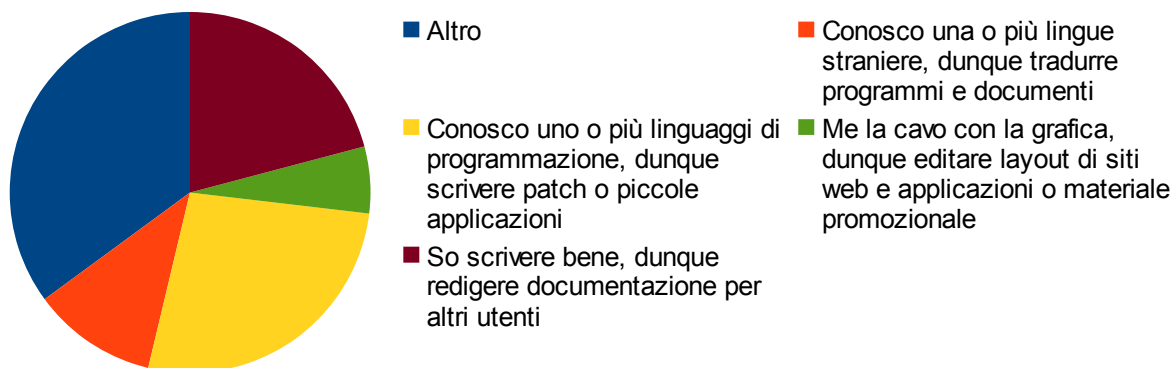 Altro
Conosco una o più lingue
straniere, dunque tradurre
programmi e documenti
Conosco uno o più linguaggi di
programmazione, dunque
scrivere patch o piccole
applicazioni
Me la cavo con la grafica,
dunque editare layout di siti
web e applicazioni o materiale
promozionale
So scrivere bene, dunque
redigere documentazione per
altri utenti